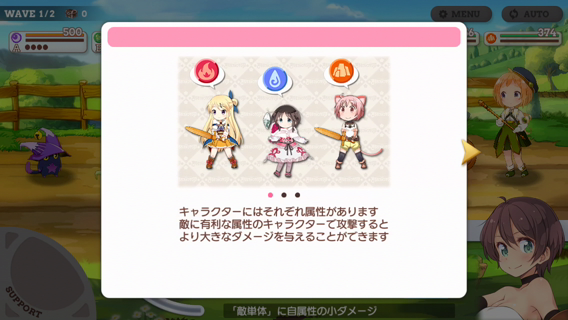 WAVE 1/2
0
MENU
AUTO
500
374
キャラクターにはそれぞれ属性があります
敵に有利な属性のキャラクターで攻撃すると
より大きなダメージを与えることができます
SUPPORT
「敵単体」に自属性の小ダメージ